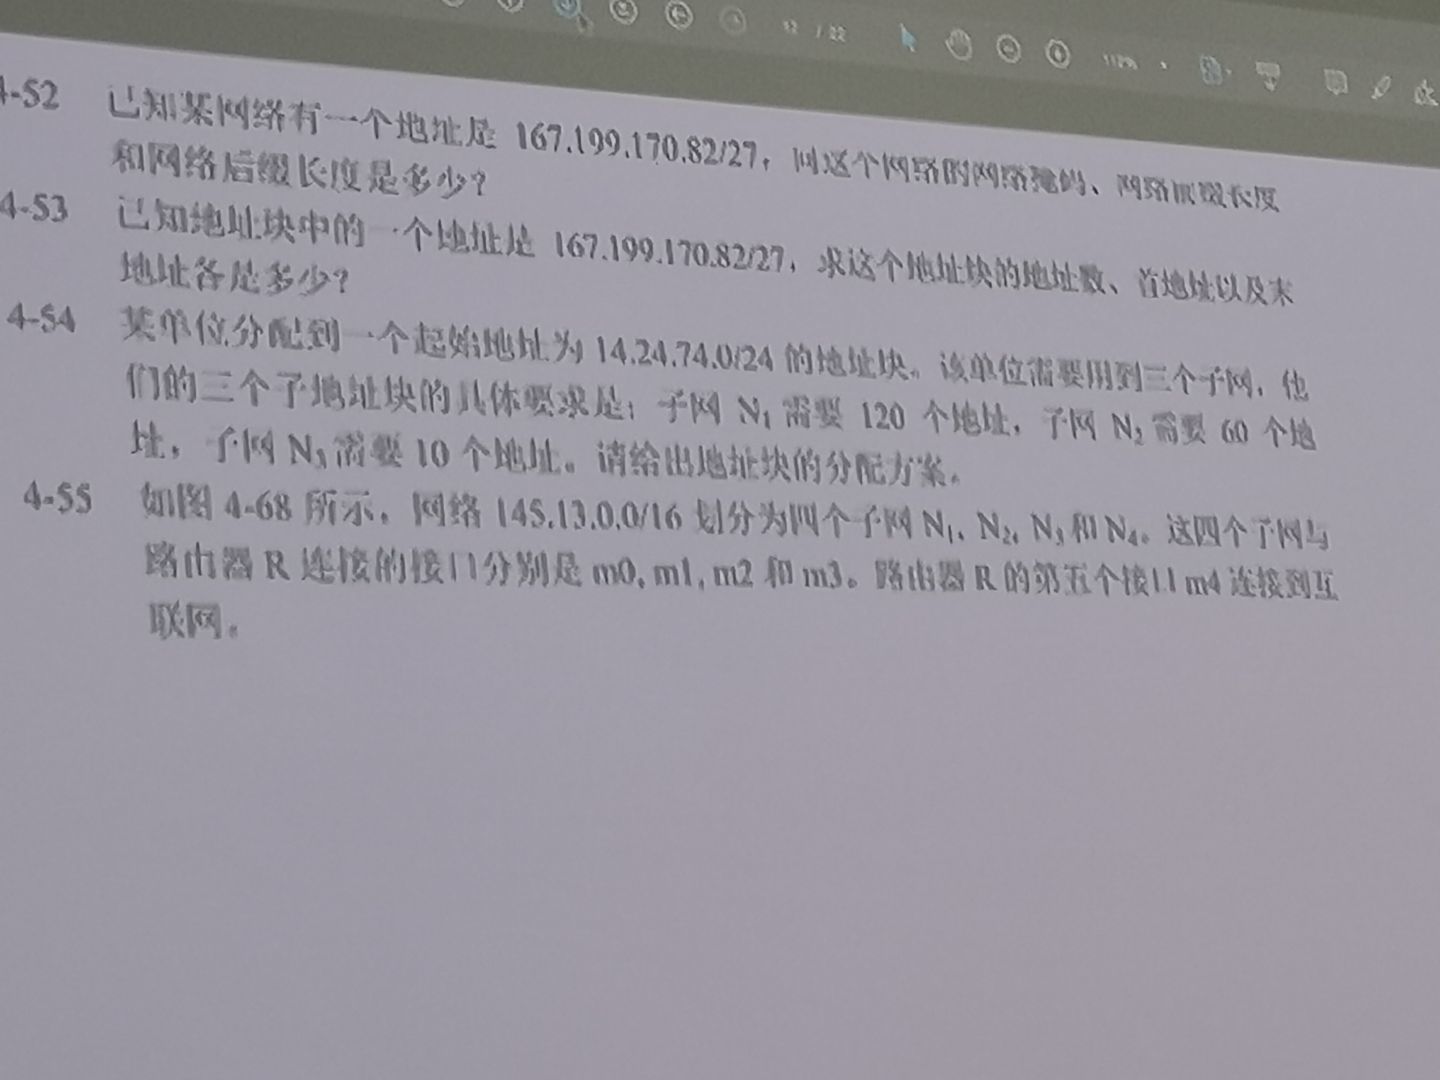 12 / 22 112%
4-52 已知某网络有一个地址是 167.199.170.82/27，问这个网络的网络掩码、网络前缀长度
和网络后缀长度是多少？
4-53 已知地址块中的一个地址是 167.199.170.82/27，求这个地址块的地址数、首地址以及末
地址各是多少？
4-54 某单位分配到一个起始地址为 14.24.74.0/24 的地址块。该单位需要用到三个子网，他
们的三个子地址块的具体要求是：子网 N₁ 需要 120 个地址，子网 N₂ 需要 60 个地
址，子网 N₃ 需要 10 个地址。请给出地址块的分配方案。
4-55 如图 4-68 所示，网络 145.13.0.0/16 划分为四个子网 N₁、N₂, N₃ 和 N₄。这四个子网与
路由器 R 连接的接口分别是 m0, m1, m2 和 m3。路由器 R 的第五个接口 m4 连接到互
联网。